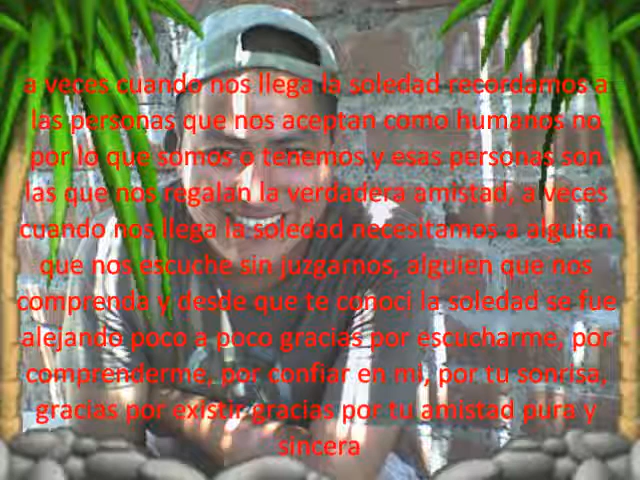 a veces cuando nos llega la soledad recordamos a
las personas que nos aceptan como humanos no
por lo que somos o tenemos y esas personas son
las que nos regalan la verdadera amistad, a veces
cuando nos llega la soledad necesitamos a alguien
que nos escuche sin juzgarnos, alguien que nos
comprenda y desde que te conoci la soledad se fue
alejando poco a poco gracias por escucharme, por
comprenderme, por confiar en mi, por tu sonrisa,
gracias por existir gracias por tu amistad pura y
sincera